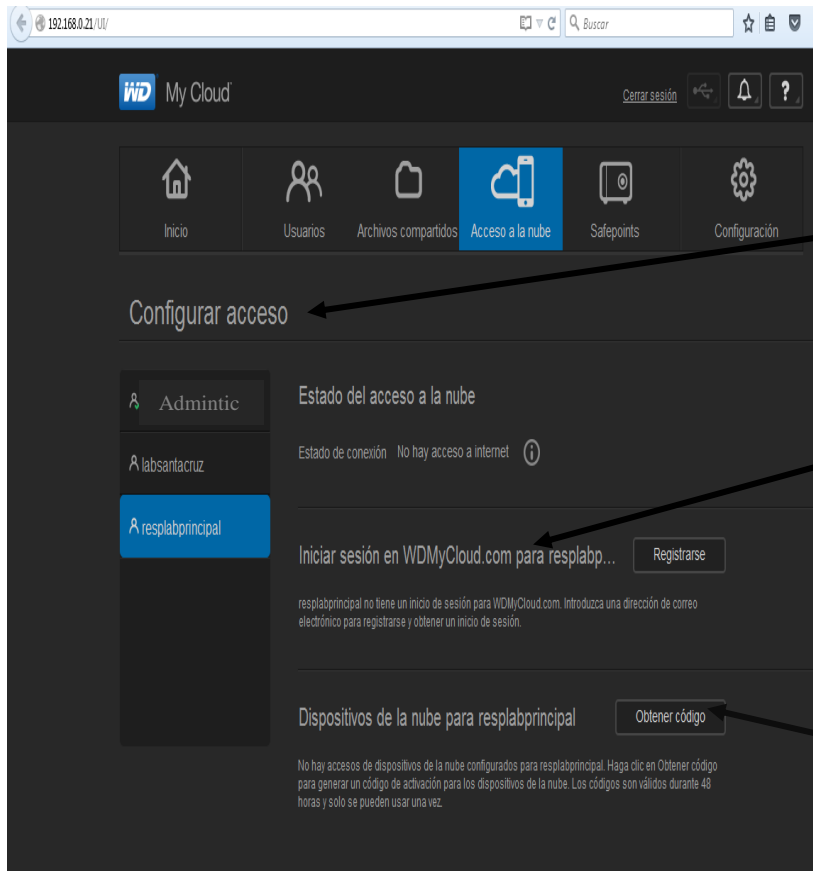 192.168.0.21/UI/
Buscar
WD My Cloud
Cerrar sesión
?
Inicio
Usuarios
Archivos compartidos
Acceso a la nube
Safepoints
Configuración
Configurar acceso
Admintic
labsantacruz
resplabprincipal
Estado del acceso a la nube
Estado de conexión No hay acceso a internet
Iniciar sesión en WDMyCloud.com para resplabp...
Registrarse
resplabprincipal no tiene un inicio de sesión para WDMyCloud.com. Introduzca una dirección de correo
electrónico para registrarse y obtener un inicio de sesión.
Dispositivos de la nube para resplabprincipal
Obtener código
No hay accesos de dispositivos de la nube configurados para resplabprincipal. Haga clic en Obtener código
para generar un código de activación para los dispositivos de la nube. Los códigos son válidos durante 48
horas y solo se pueden usar una vez.